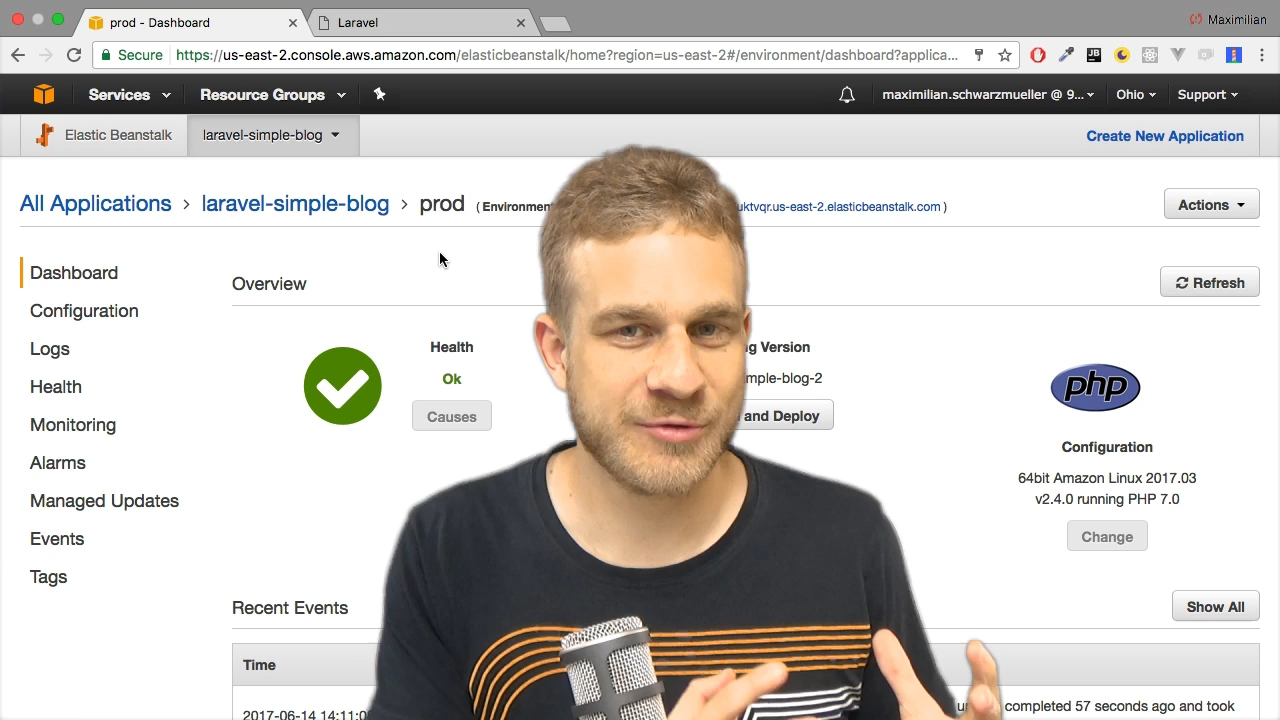 prod - Dashboard
Laravel
Maximilian
Secure https://us-east-2.console.aws.amazon.com/elasticbeanstalk/home?region=us-east-2#/environment/dashboard?applica...
JB
Services Resource Groups maximilian.schwarzmueller @ 9... Ohio Support
Elastic Beanstalk laravel-simple-blog Create New Application
All Applications > laravel-simple-blog > prod ( Environmen uktvqr.us-east-2.elasticbeanstalk.com ) Actions
Dashboard
Configuration
Logs
Health
Monitoring
Alarms
Managed Updates
Events
Tags
Overview Refresh
Health
Ok
Causes
g Version
mple-blog-2
and Deploy
php
Configuration
64bit Amazon Linux 2017.03
v2.4.0 running PHP 7.0
Change
Recent Events Show All
Time
2017-06-14 14:11:0
completed 57 seconds ago and took